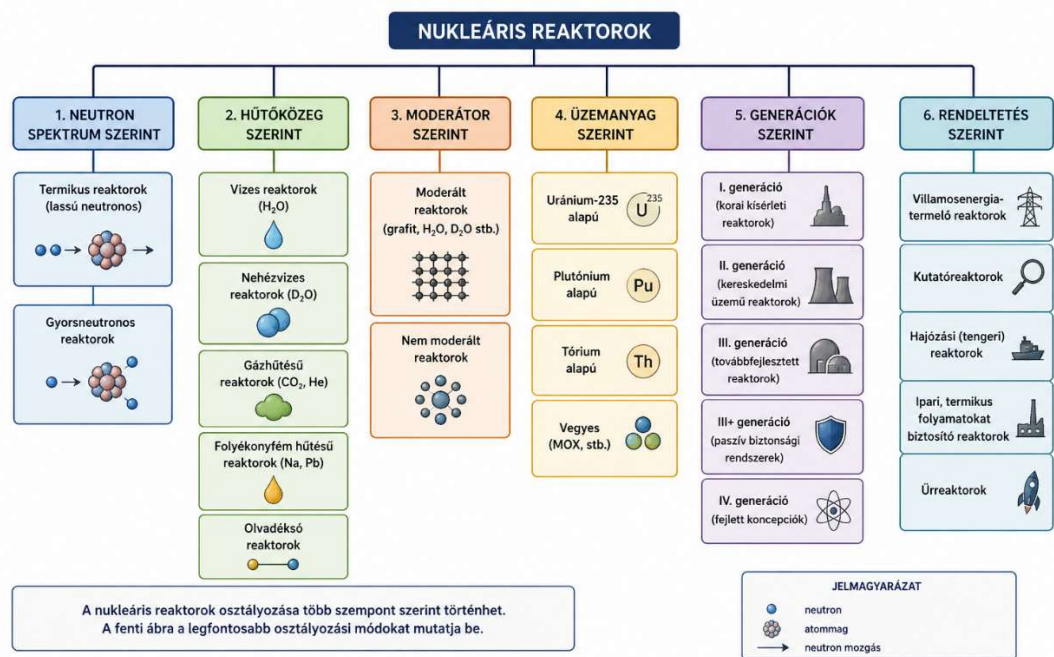 NUKLEÁRIS REAKTOROK
1. NEUTRON
SPEKTRUM SZERINT
Termikus reaktorok
(lassú neutronos)
Gyorsneutronos
reaktorok
2. HŰTŐKÖZEG
SZERINT
Vizes reaktorok
(H₂O)
Nehézvizes
reaktorok (D₂O)
Gázhűtésű
reaktorok (CO₂, He)
Folyékonyfém hűtésű
reaktorok (Na, Pb)
Olvadéksó
reaktorok
3. MODERÁTOR
SZERINT
Moderált
reaktorok
(grafit, H₂O, D₂O stb.)
Nem moderált
reaktorok
4. ÜZEMANYAG
SZERINT
Uránium-235
alapú
U 235
Plutónium
alapú
Pu
Tórium
alapú
Th
Vegyes
(MOX, stb.)
5. GENERÁCIÓK
SZERINT
I. generáció
(korai kísérleti
reaktorok)
II. generáció
(kereskedelmi
üzemű reaktorok)
III. generáció
(továbbfejlesztett
reaktorok)
III+ generáció
(paszív biztonsági
rendszerek)
IV. generáció
(fejlett koncepciók)
6. RENDELTETÉS
SZERINT
Villamosenergia-
termelő reaktorok
Kutatóreaktorok
Hajózási (tengeri)
reaktorok
Ipari, termikus
folyamatokat
biztosító reaktorok
Űrreaktorok
A nukleáris reaktorok osztályozása több szempont szerint történhet.
A fenti ábra a legfontosabb osztályozási módokat mutatja be.
JELMAGYARÁZAT
neutron
atommag
neutron mozgás